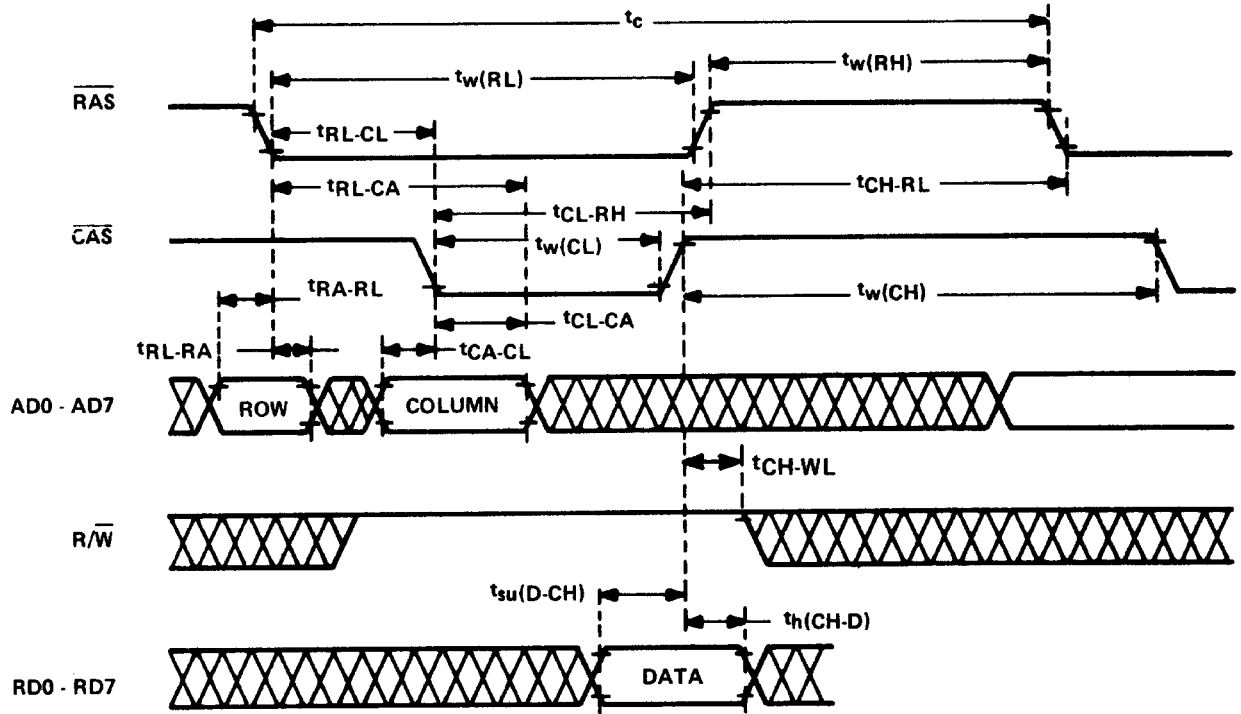 tc
tw(RL)
tw(RH)
RAS
tRL-CL
tRL-CA
tCH-RL
tCL-RH
CAS
tw(CL)
tRA-RL
tw(CH)
tCL-CA
tRL-RA
tCA-CL
AD0 - AD7
ROW
COLUMN
tCH-WL
R/W
tsu(D-CH)
th(CH-D)
RD0 - RD7
DATA